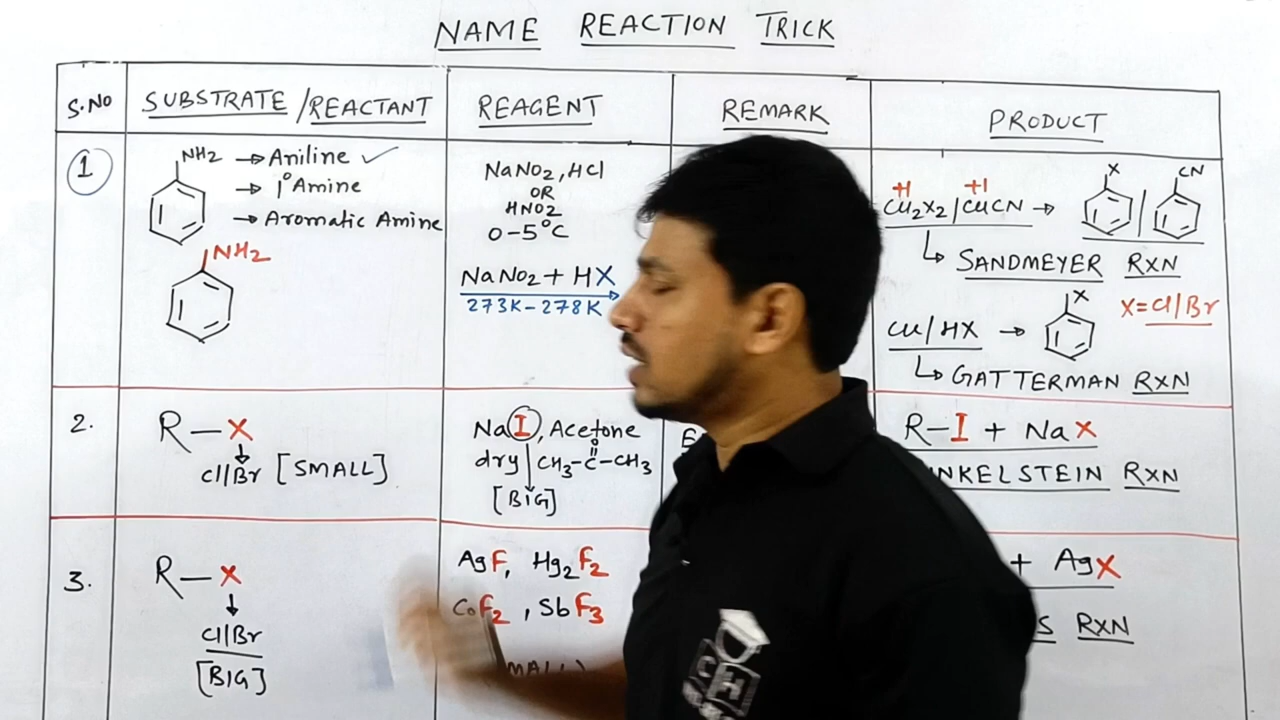 NAME REACTION TRICK
S.NO
SUBSTRATE/REACTANT
REAGENT
REMARK
PRODUCT
1
NH2 → Aniline ✓
→ 1° Amine
→ Aromatic Amine
NH2
NaNO2, HCl
OR
HNO2
0-5°C
NaNO2 + HX
273K-278K
+1 +1
Cu2X2/CuCN → X / CN
↳ SANDMEYER RXN
X
X=Cl/Br
Cu/HX →
↳ GATTERMAN RXN
2.
R-X
Cl/Br [SMALL]
NaI, Acetone
dry CH3-C-CH3
O
[BIG]
R-I + NaX
RXN
3.
R-X
Cl/Br
[BIG]
AgF, Hg2F2
CoF2, SbF3
+ AgX
RXN
CH